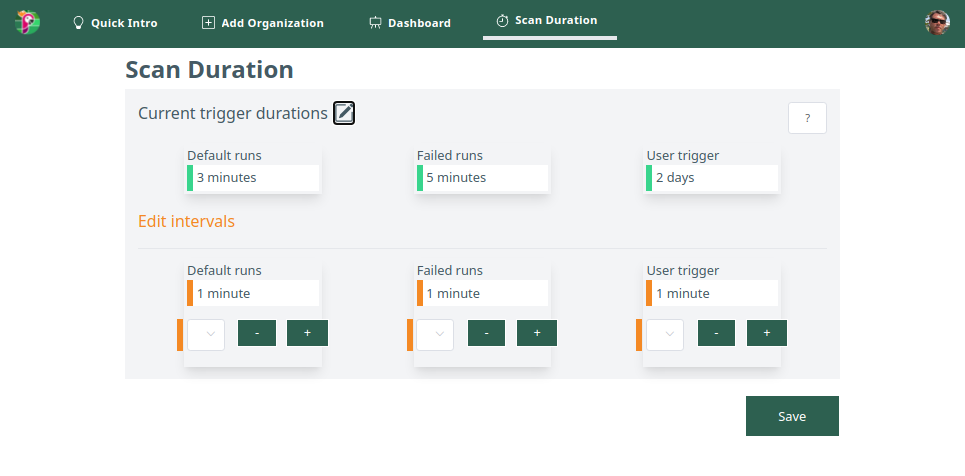 Quick Intro
Add Organization
Dashboard
Scan Duration
Scan Duration
Current trigger durations
?
Default runs
Failed runs
User trigger
3 minutes
5 minutes
2 days
Edit intervals
Default runs
Failed runs
User trigger
1 minute
1 minute
1 minute
- +
- +
- +
Save